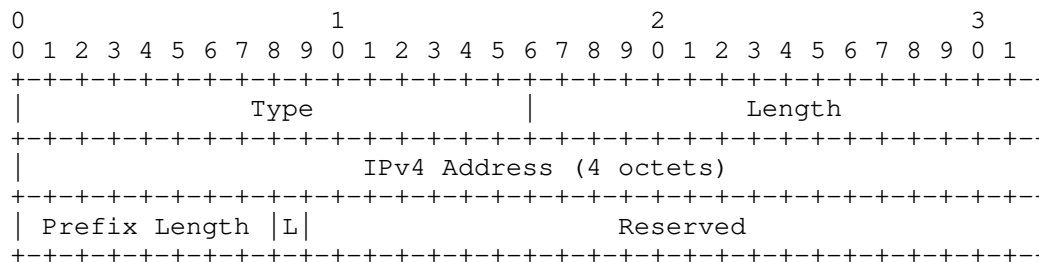 0                   1                   2                   3
0 1 2 3 4 5 6 7 8 9 0 1 2 3 4 5 6 7 8 9 0 1 2 3 4 5 6 7 8 9 0 1
+-+-+-+-+-+-+-+-+-+-+-+-+-+-+-+-+-+-+-+-+-+-+-+-+-+-+-+-+-+-+-+-
|              Type             |             Length
+-+-+-+-+-+-+-+-+-+-+-+-+-+-+-+-+-+-+-+-+-+-+-+-+-+-+-+-+-+-+-+-
|                     IPv4 Address (4 octets)
+-+-+-+-+-+-+-+-+-+-+-+-+-+-+-+-+-+-+-+-+-+-+-+-+-+-+-+-+-+-+-+-
| Prefix Length |L|                   Reserved
+-+-+-+-+-+-+-+-+-+-+-+-+-+-+-+-+-+-+-+-+-+-+-+-+-+-+-+-+-+-+-+-